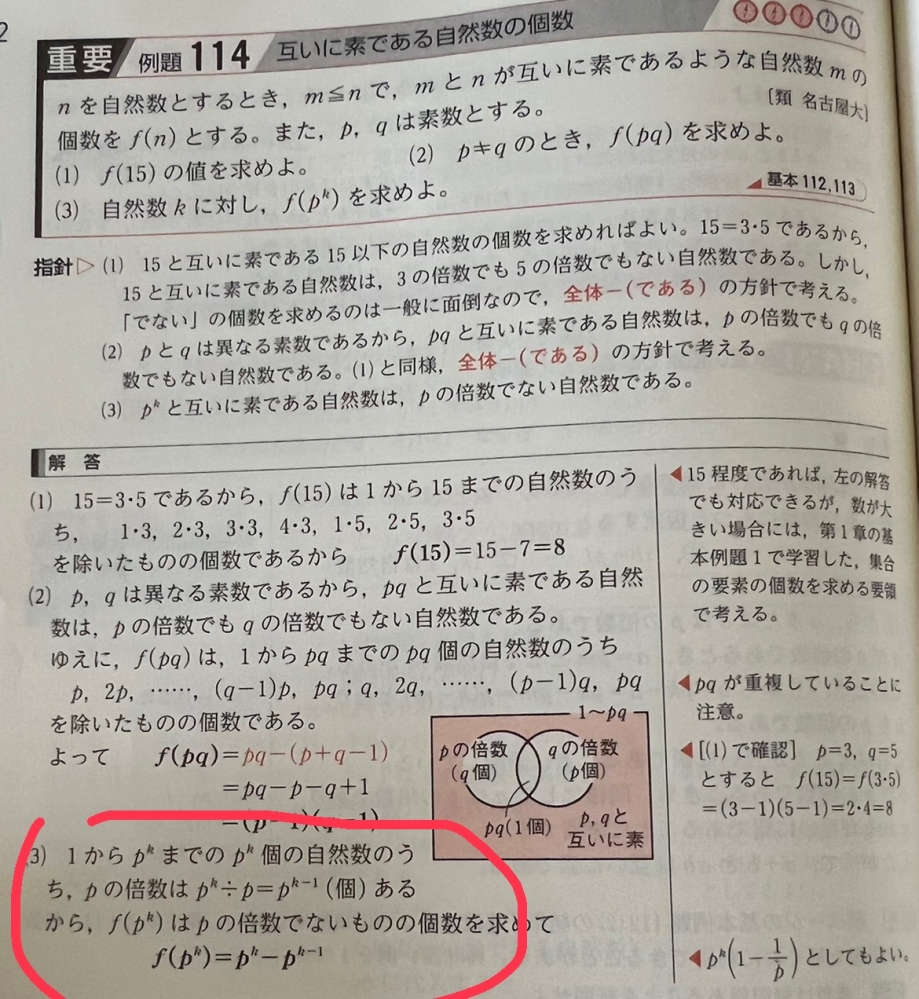 重要 例題 114 互いに素である自然数の個数
n を自然数とするとき，m≦n で，m と n が互いに素であるような自然数 m の
個数を f(n) とする。また，p，q は素数とする。 〔類 名古屋大〕
(1) f(15) の値を求めよ。 (2) p≠q のとき，f(pq) を求めよ。
(3) 自然数 k に対し，f(p^k) を求めよ。
基本 112,113
指針▷ (1) 15 と互いに素である 15 以下の自然数の個数を求めればよい。15＝3・5 であるから，
15 と互いに素である自然数は，3 の倍数でも 5 の倍数でもない自然数である。しかし，
「でない」の個数を求めるのは一般に面倒なので，全体－(である) の方針で考える。
(2) p と q は異なる素数であるから，pq と互いに素である自然数は，p の倍数でも q の倍
数でもない自然数である。(1) と同様，全体－(である) の方針で考える。
(3) p^k と互いに素である自然数は，p の倍数でない自然数である。
解 答
(1) 15＝3・5 であるから，f(15) は 1 から 15 までの自然数のう
ち， 1・3，2・3，3・3，4・3，1・5，2・5，3・5
を除いたものの個数であるから f(15)＝15－7＝8
(2) p，q は異なる素数であるから，pq と互いに素である自然
数は，p の倍数でも q の倍数でもない自然数である。
ゆえに，f(pq) は，1 から pq までの pq 個の自然数のうち
p，2p，……，(q－1)p，pq；q，2q，……，(p－1)q，pq
を除いたものの個数である。
よって f(pq)＝pq－(p＋q－1)
＝pq－p－q＋1
＝(p－1)(q－1)
1～pq
pの倍数
(q個)
qの倍数
(p個)
pq(1個)
p，qと
互いに素
(3) 1 から p^k までの p^k 個の自然数のう
ち，p の倍数は p^k÷p＝p^{k－1}(個) ある
から，f(p^k) は p の倍数でないものの個数を求めて
f(p^k)＝p^k－p^{k－1}
◀15 程度であれば，左の解答
でも対応できるが，数が大
きい場合には，第 1 章の基
本例題 1 で学習した，集合
の要素の個数を求める要領
で考える。
◀pq が重複していることに
注意。
◀[(1) で確認] p＝3，q＝5
とすると f(15)＝f(3・5)
＝(3－1)(5－1)＝2・4＝8
◀p^k(1－1/p) としてもよい。